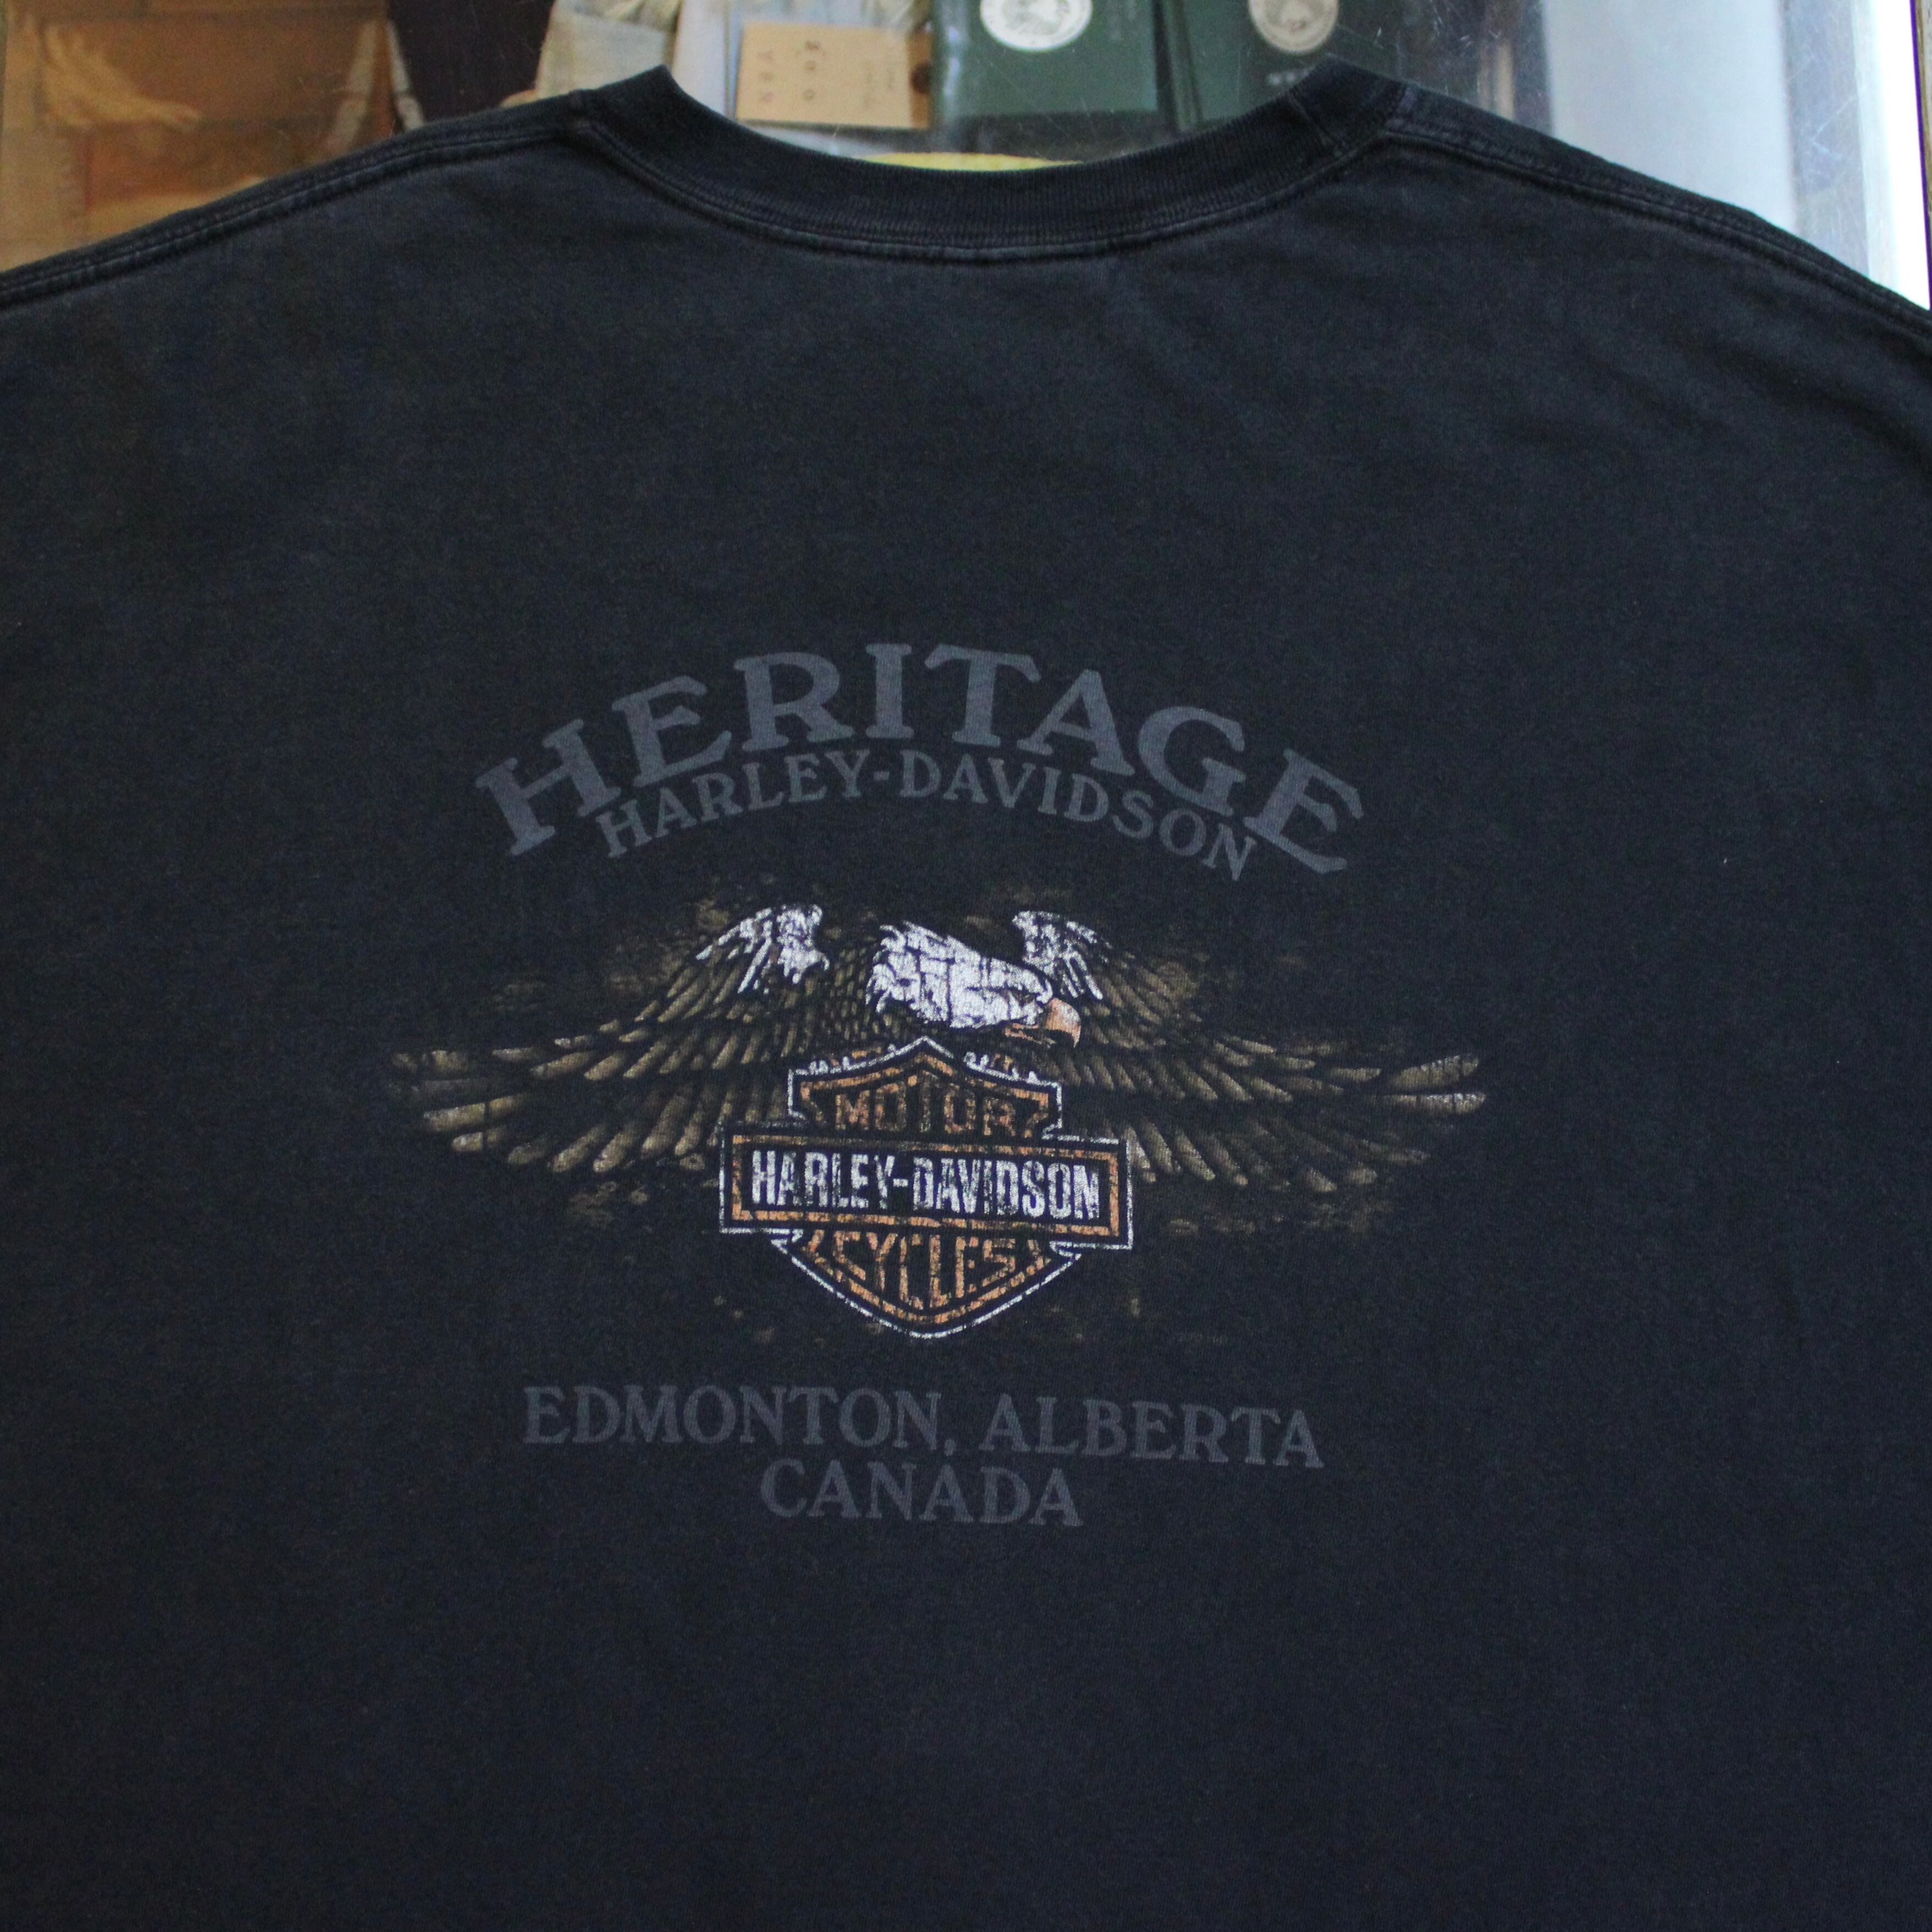 HERITAGE
HARLEY-DAVIDSON
MOTOR
HARLEY-DAVIDSON
CYCLES
EDMONTON, ALBERTA
CANADA